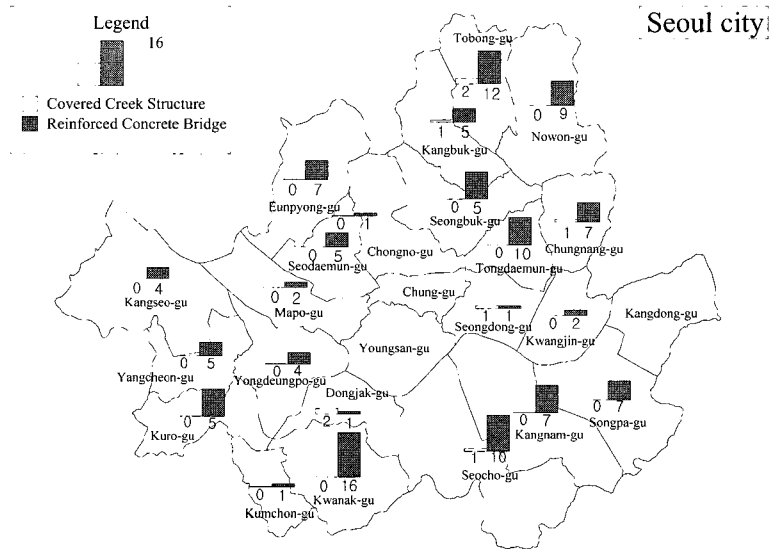 Legend
16
Covered Creek Structure
Reinforced Concrete Bridge
Seoul city
Tobong-gu
2 12
0 9
Nowon-gu
1 5
Kangbuk-gu
0 7
Eunpyong-gu
0 5
Seongbuk-gu
0 1
Chongno-gu
1 7
Chungnang-gu
0 5
Seodaemun-gu
0 10
Tongdaemun-gu
0 4
Kangseo-gu
0 2
Mapo-gu
Chung-gu
1 1
Seongdong-gu
0 2
Kwangjin-gu
Kangdong-gu
Youngsan-gu
0 5
Yangcheon-gu
0 4
Yongdeungpo-gu
Dongjak-gu
2 1
0 5
Kuro-gu
0 7
Kangnam-gu
0 7
Songpa-gu
1 10
Seocho-gu
0 16
Kwanak-gu
0 1
Kumchon-gu